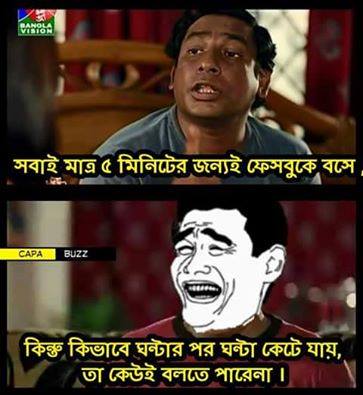 BANGLA
VISION
সবাই মাত্র ৫ মিনিটের জন্যই ফেসবুকে বসে,
CAPA BUZZ
কিন্তু কিভাবে ঘন্টার পর ঘন্টা কেটে যায়,
তা কেউই বলতে পারেনা ।